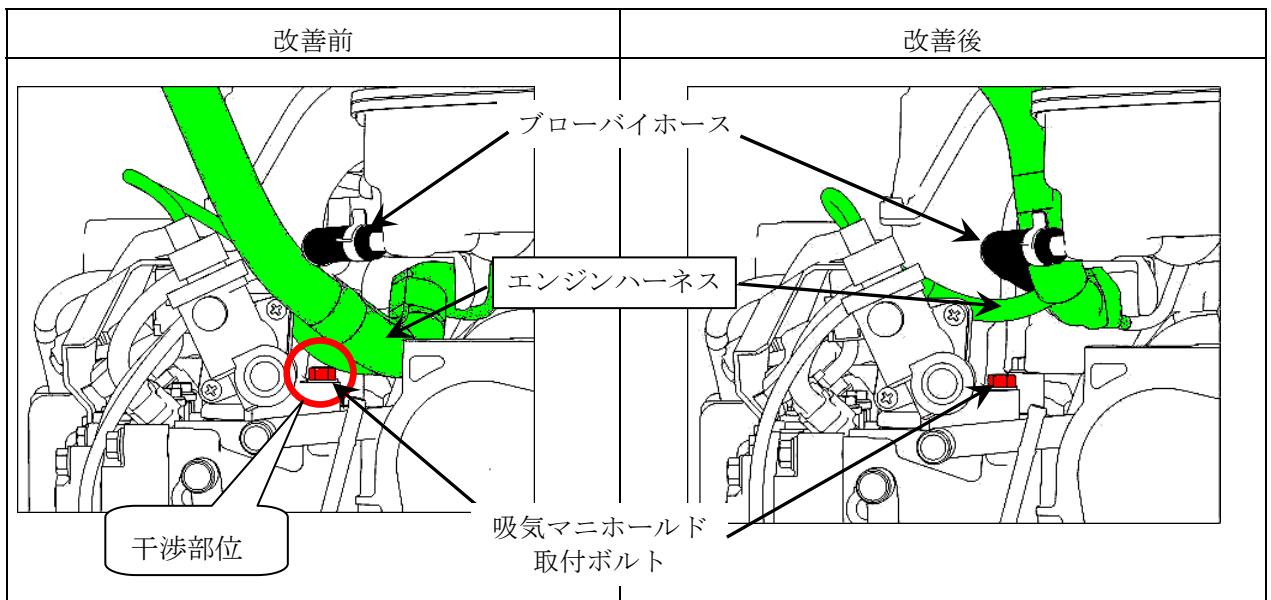 改善前
改善後
ブローバイホース
エンジンハーネス
吸気マニホールド
取付ボルト
干渉部位